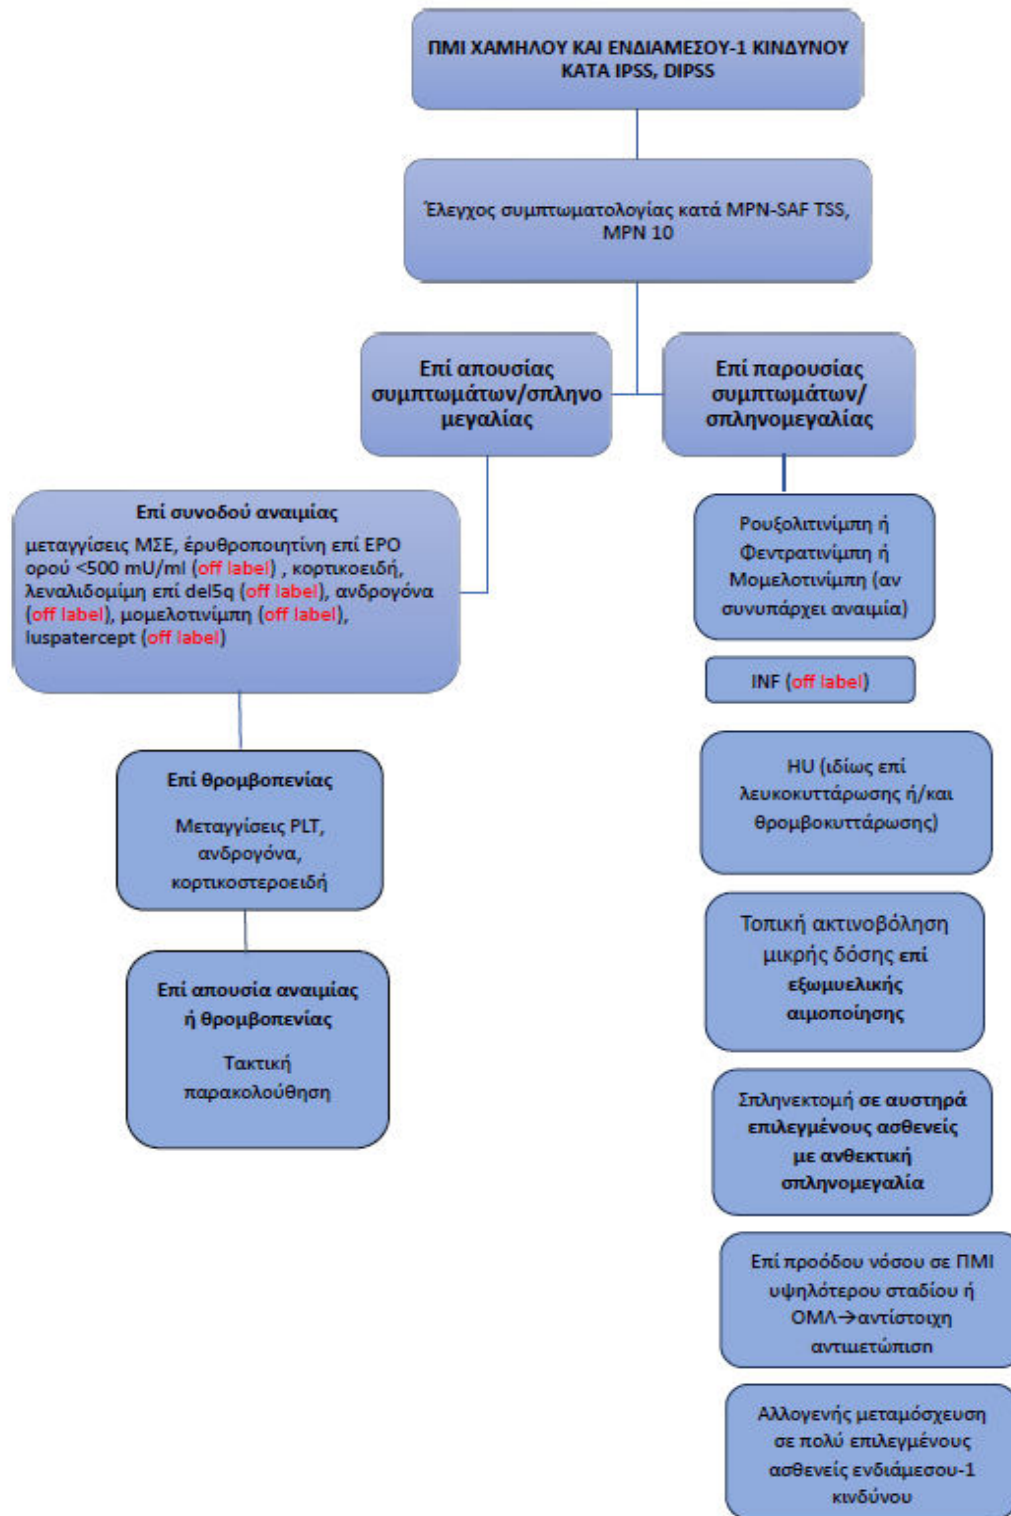 ΠΜΙ ΧΑΜΗΛΟΥ ΚΑΙ ΕΝΔΙΑΜΕΣΟΥ-1 ΚΙΝΔΥΝΟΥ
ΚΑΤΑ IPSS, DIPSS
Έλεγχος συμπτωματολογίας κατά MPN-SAF TSS,
MPN 10
Επί απουσίας
συμπτωμάτων/σπληνο
μεγαλίας
Επί παρουσίας
συμπτωμάτων/
σπληνομεγαλίας
Επί συνοδού αναιμίας
μεταγγίσεις ΜΣΕ, έρυθροποιητίνη επί EPO
ορού <500 mU/ml (off label) , κορτικοειδή,
λεναλιδομίμη επί del5q (off label), ανδρογόνα
(off label), μομελοτινίμπη (off label),
luspatercept (off label)
Επί θρομβοπενίας
Μεταγγίσεις PLT,
ανδρογόνα,
κορτικοστεροειδή
Επί απουσία αναιμίας
ή θρομβοπενίας
Τακτική
παρακολούθηση
Ρουξολιτινίμπη ή
Φεντρατινίμπη ή
Μομελοτινίμπη (αν
συνυπάρχει αναιμία)
INF (off label)
HU (ιδίως επί
λευκοκυττάρωσης ή/και
θρομβοκυττάρωσης)
Τοπική ακτινοβόληση
μικρής δόσης επί
εξωμυελικής
αιμοποίησης
Σπληνεκτομή σε αυστηρά
επιλεγμένους ασθενείς
με ανθεκτική
σπληνομεγαλία
Επί προόδου νόσου σε ΠΜΙ
υψηλότερου σταδίου ή
ΟΜΛ→αντίστοιχη
αντιμετώπιση
Αλλογενής μεταμόσχευση
σε πολύ επιλεγμένους
ασθενείς ενδιάμεσου-1
κινδύνου